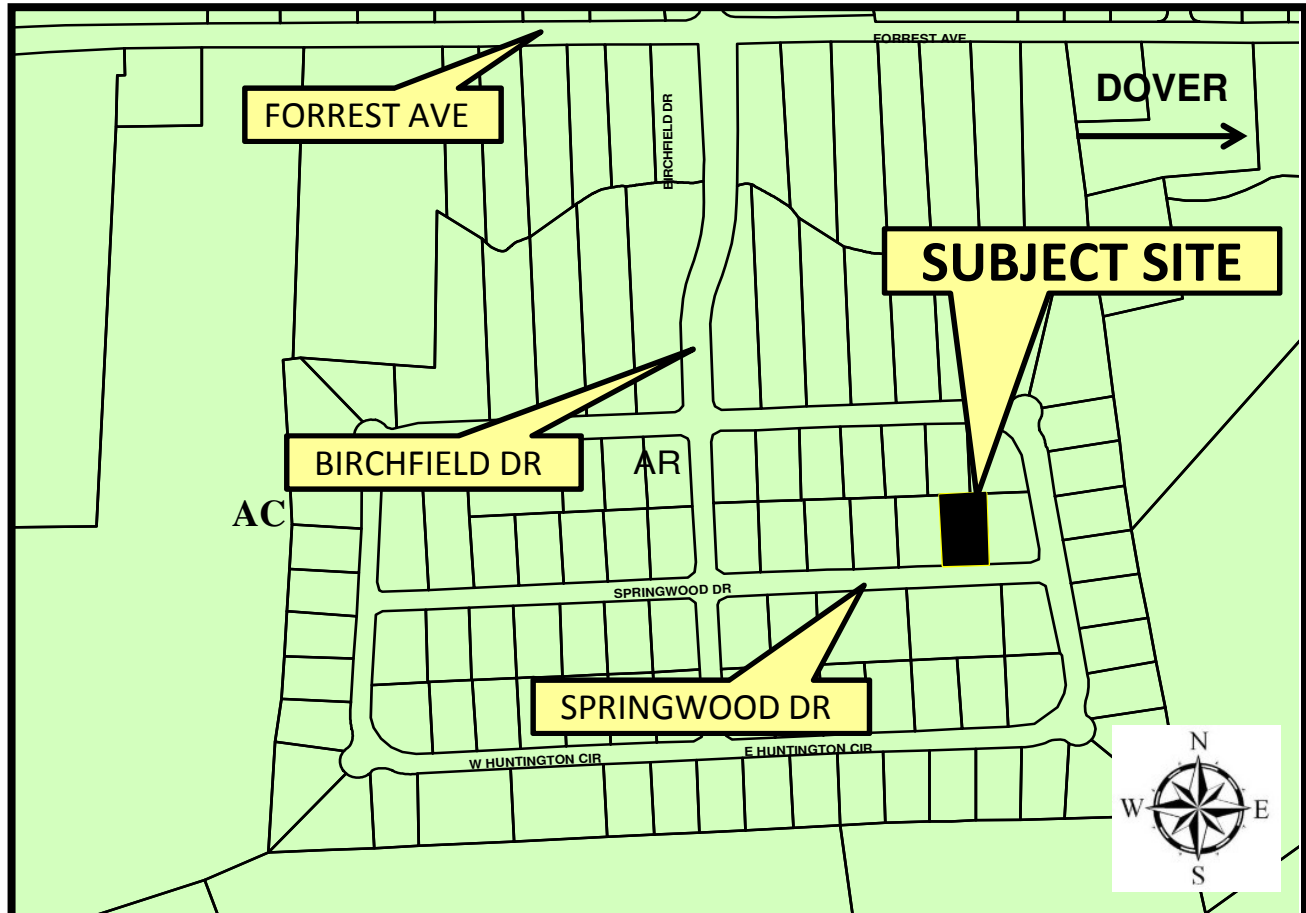 FORREST AVE
FORREST AVE
DOVER
BIRCHFIELD DR
SUBJECT SITE
BIRCHFIELD DR
AR
AC
SPRINGWOOD DR
SPRINGWOOD DR
W HUNTINGTON CIR
E HUNTINGTON CIR
N
W
E
S